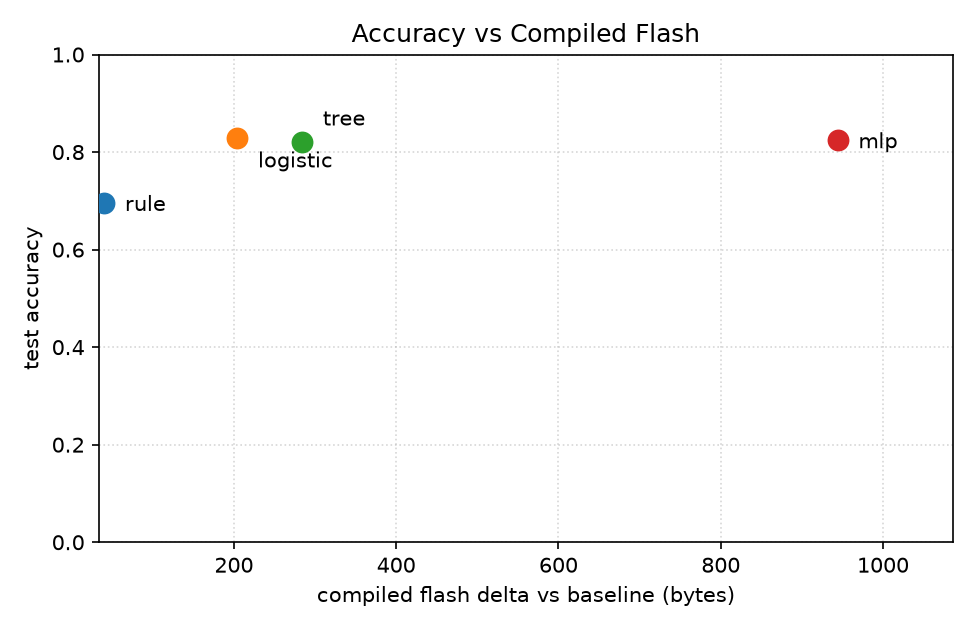 Accuracy vs Compiled Flash
test accuracy
1.0
0.8
0.6
0.4
0.2
0.0
tree
logistic
mlp
rule
200
400
600
800
1000
compiled flash delta vs baseline (bytes)